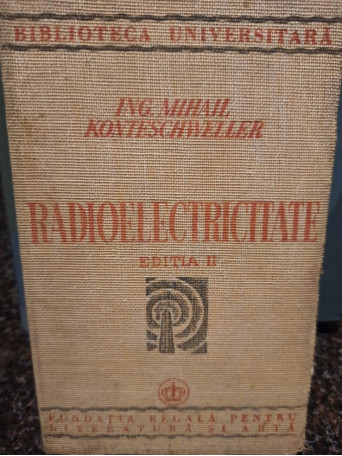 BIBLIOTECA UNIVERSITARĂ
ING. MIHAIL
KONTESCHWELLER
RADIOELECTRICITATE
EDIȚIA II
FUNDAȚIA REGALĂ PENTRU
LITERATURĂ ȘI ARTĂ